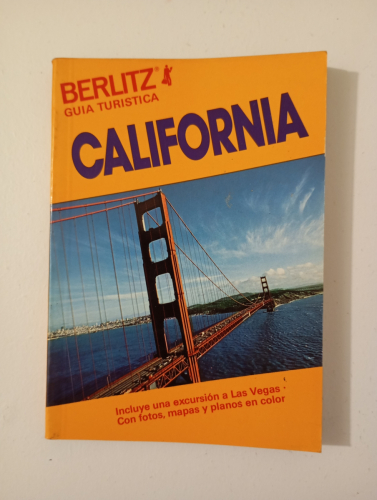 BERLITZ®
GUIA TURISTICA
CALIFORNIA
Incluye una excursión a Las Vegas
Con fotos, mapas y planos en color